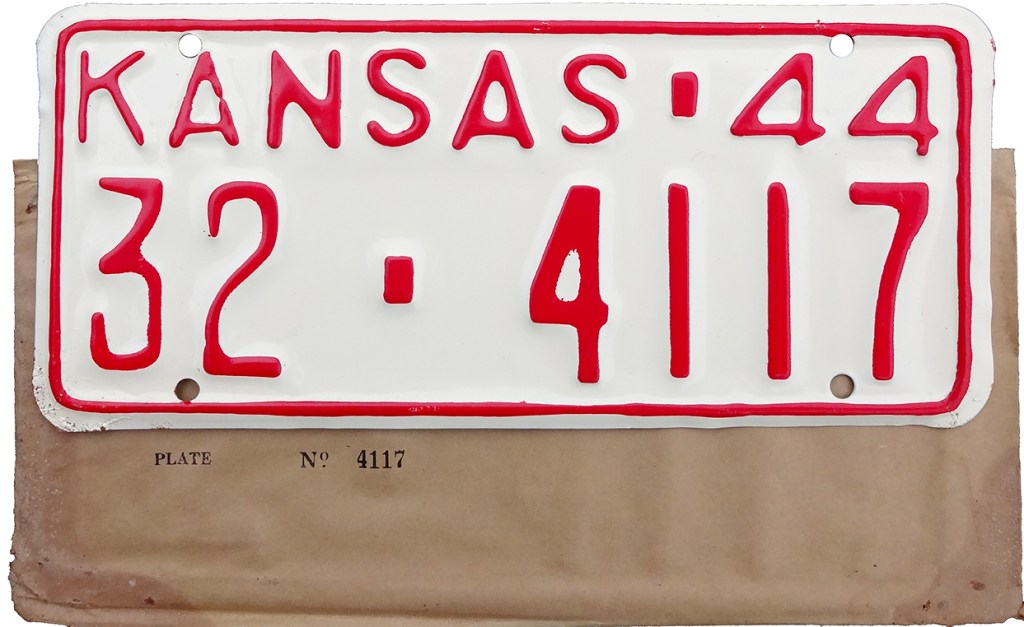 KANSAS · 44
32 · 4117
PLATE Nº 4117